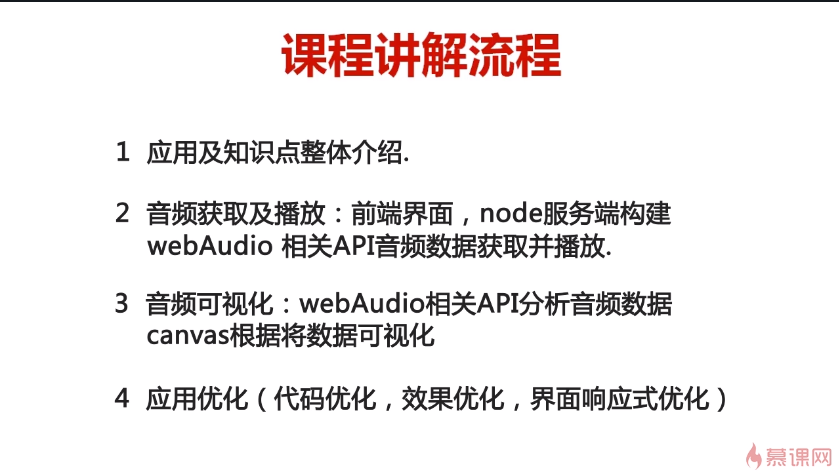 课程讲解流程
1 应用及知识点整体介绍.
2 音频获取及播放：前端界面，node服务端构建
webAudio 相关API音频数据获取并播放.
3 音频可视化：webAudio相关API分析音频数据
canvas根据将数据可视化
4 应用优化（代码优化，效果优化，界面响应式优化）
慕课网